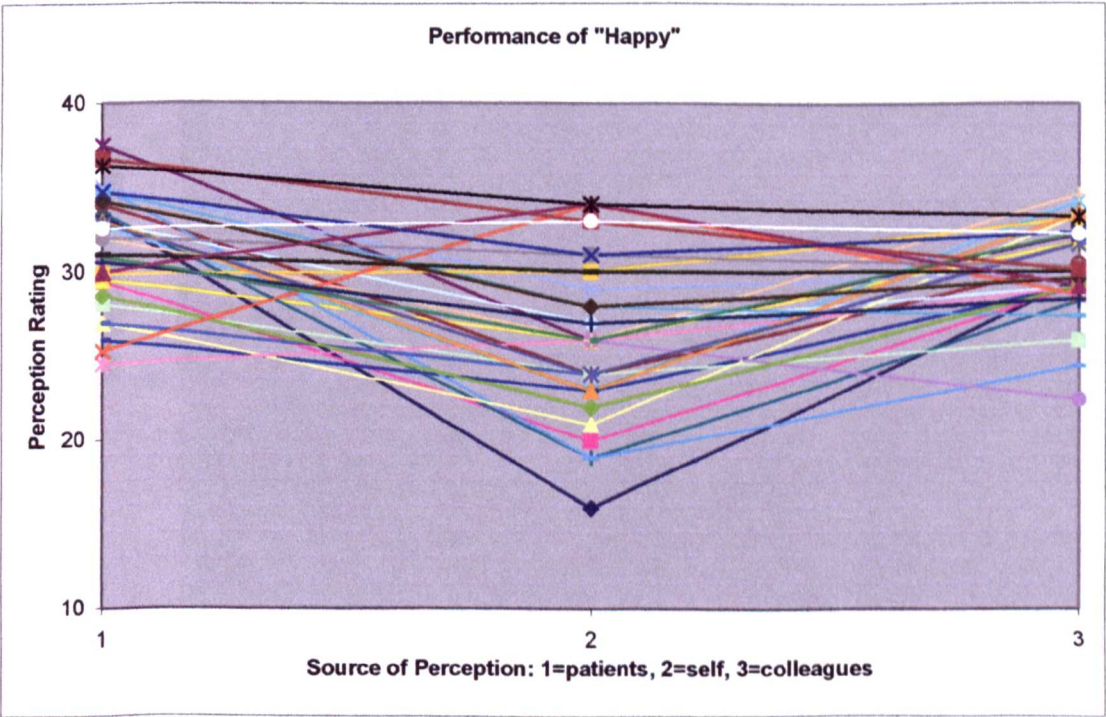 Performance of "Happy"
40
30
20
10
Perception Rating
1
2
3
Source of Perception: 1=patients, 2=self, 3=colleagues